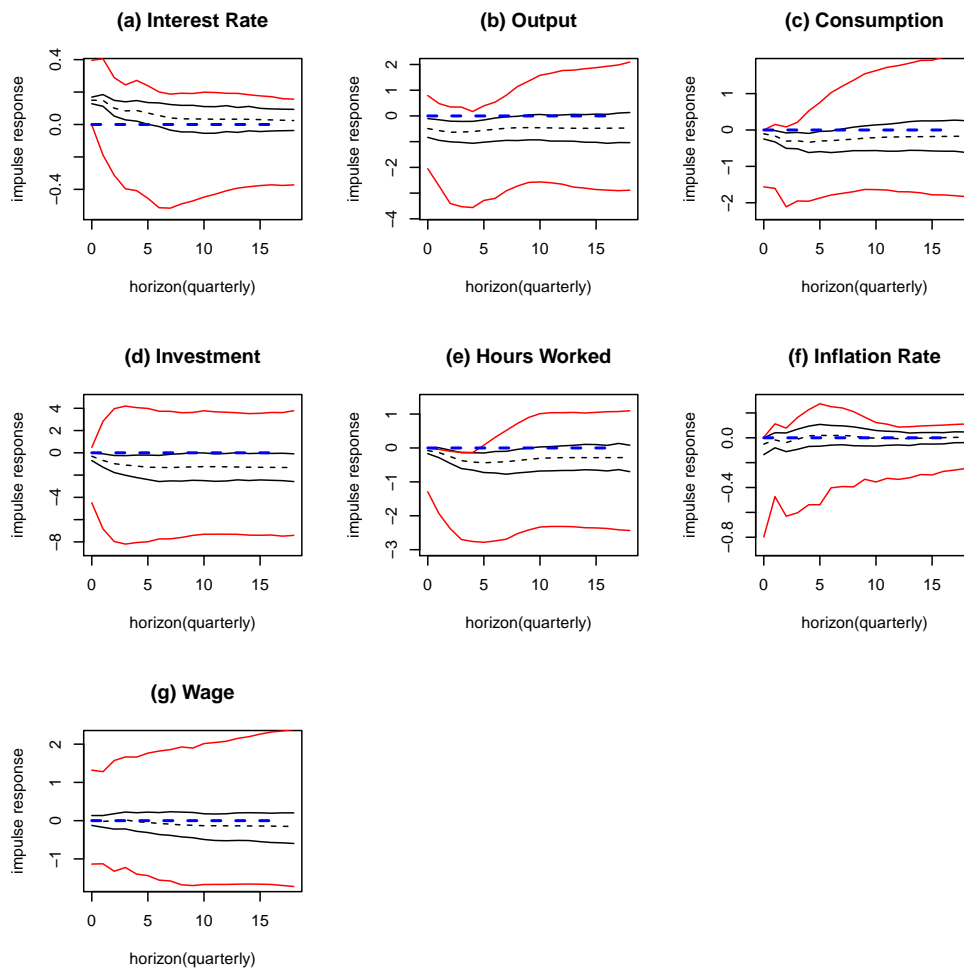 (a) Interest Rate
impulse response
0.4
0.0
−0.4
0 5 10 15
horizon(quarterly)
(b) Output
impulse response
2
0
−2
−4
0 5 10 15
horizon(quarterly)
(c) Consumption
impulse response
1
0
−1
−2
0 5 10 15
horizon(quarterly)
(d) Investment
impulse response
4
2
0
−4
−8
0 5 10 15
horizon(quarterly)
(e) Hours Worked
impulse response
1
0
−1
−2
−3
0 5 10 15
horizon(quarterly)
(f) Inflation Rate
impulse response
0.0
−0.4
−0.8
0 5 10 15
horizon(quarterly)
(g) Wage
impulse response
2
1
0
−1
0 5 10 15
horizon(quarterly)